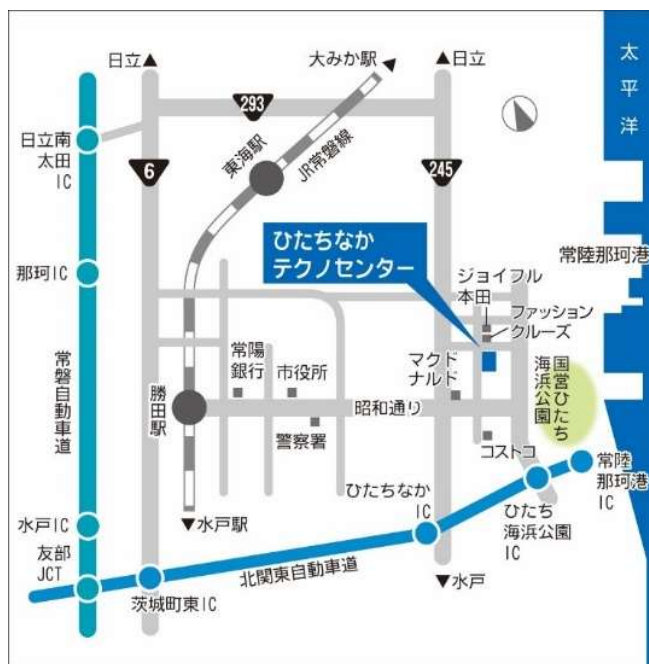 日立▲
大みか駅
▲日立
太平洋
293
日立南
太田
IC
6
東海駅
JR常磐線
245
ひたちなか
テクノセンター
常陸那珂港
那珂IC
ジョイフル
本田
ファッション
クルーズ
常磐自動車道
常陽
銀行
市役所
マクド
ナルド
国営ひたち
海浜公園
勝田駅
昭和通り
警察署
コストコ
常陸
那珂港
IC
ひたちなか
IC
ひたち
海浜公園
IC
水戸IC
▼水戸駅
友部
JCT
北関東自動車道
▼水戸
茨城町東IC